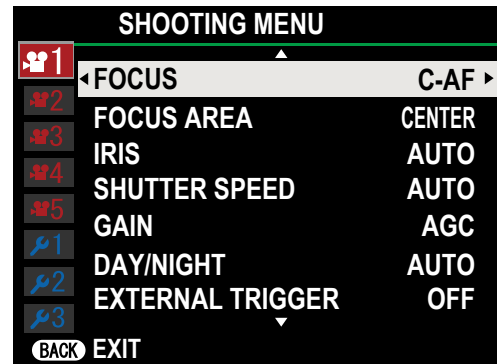 SHOOTING MENU
1
FOCUS C-AF
2
FOCUS AREA CENTER
3
IRIS AUTO
4
SHUTTER SPEED AUTO
5
GAIN AGC
1
DAY/NIGHT AUTO
2
EXTERNAL TRIGGER OFF
3
BACK EXIT